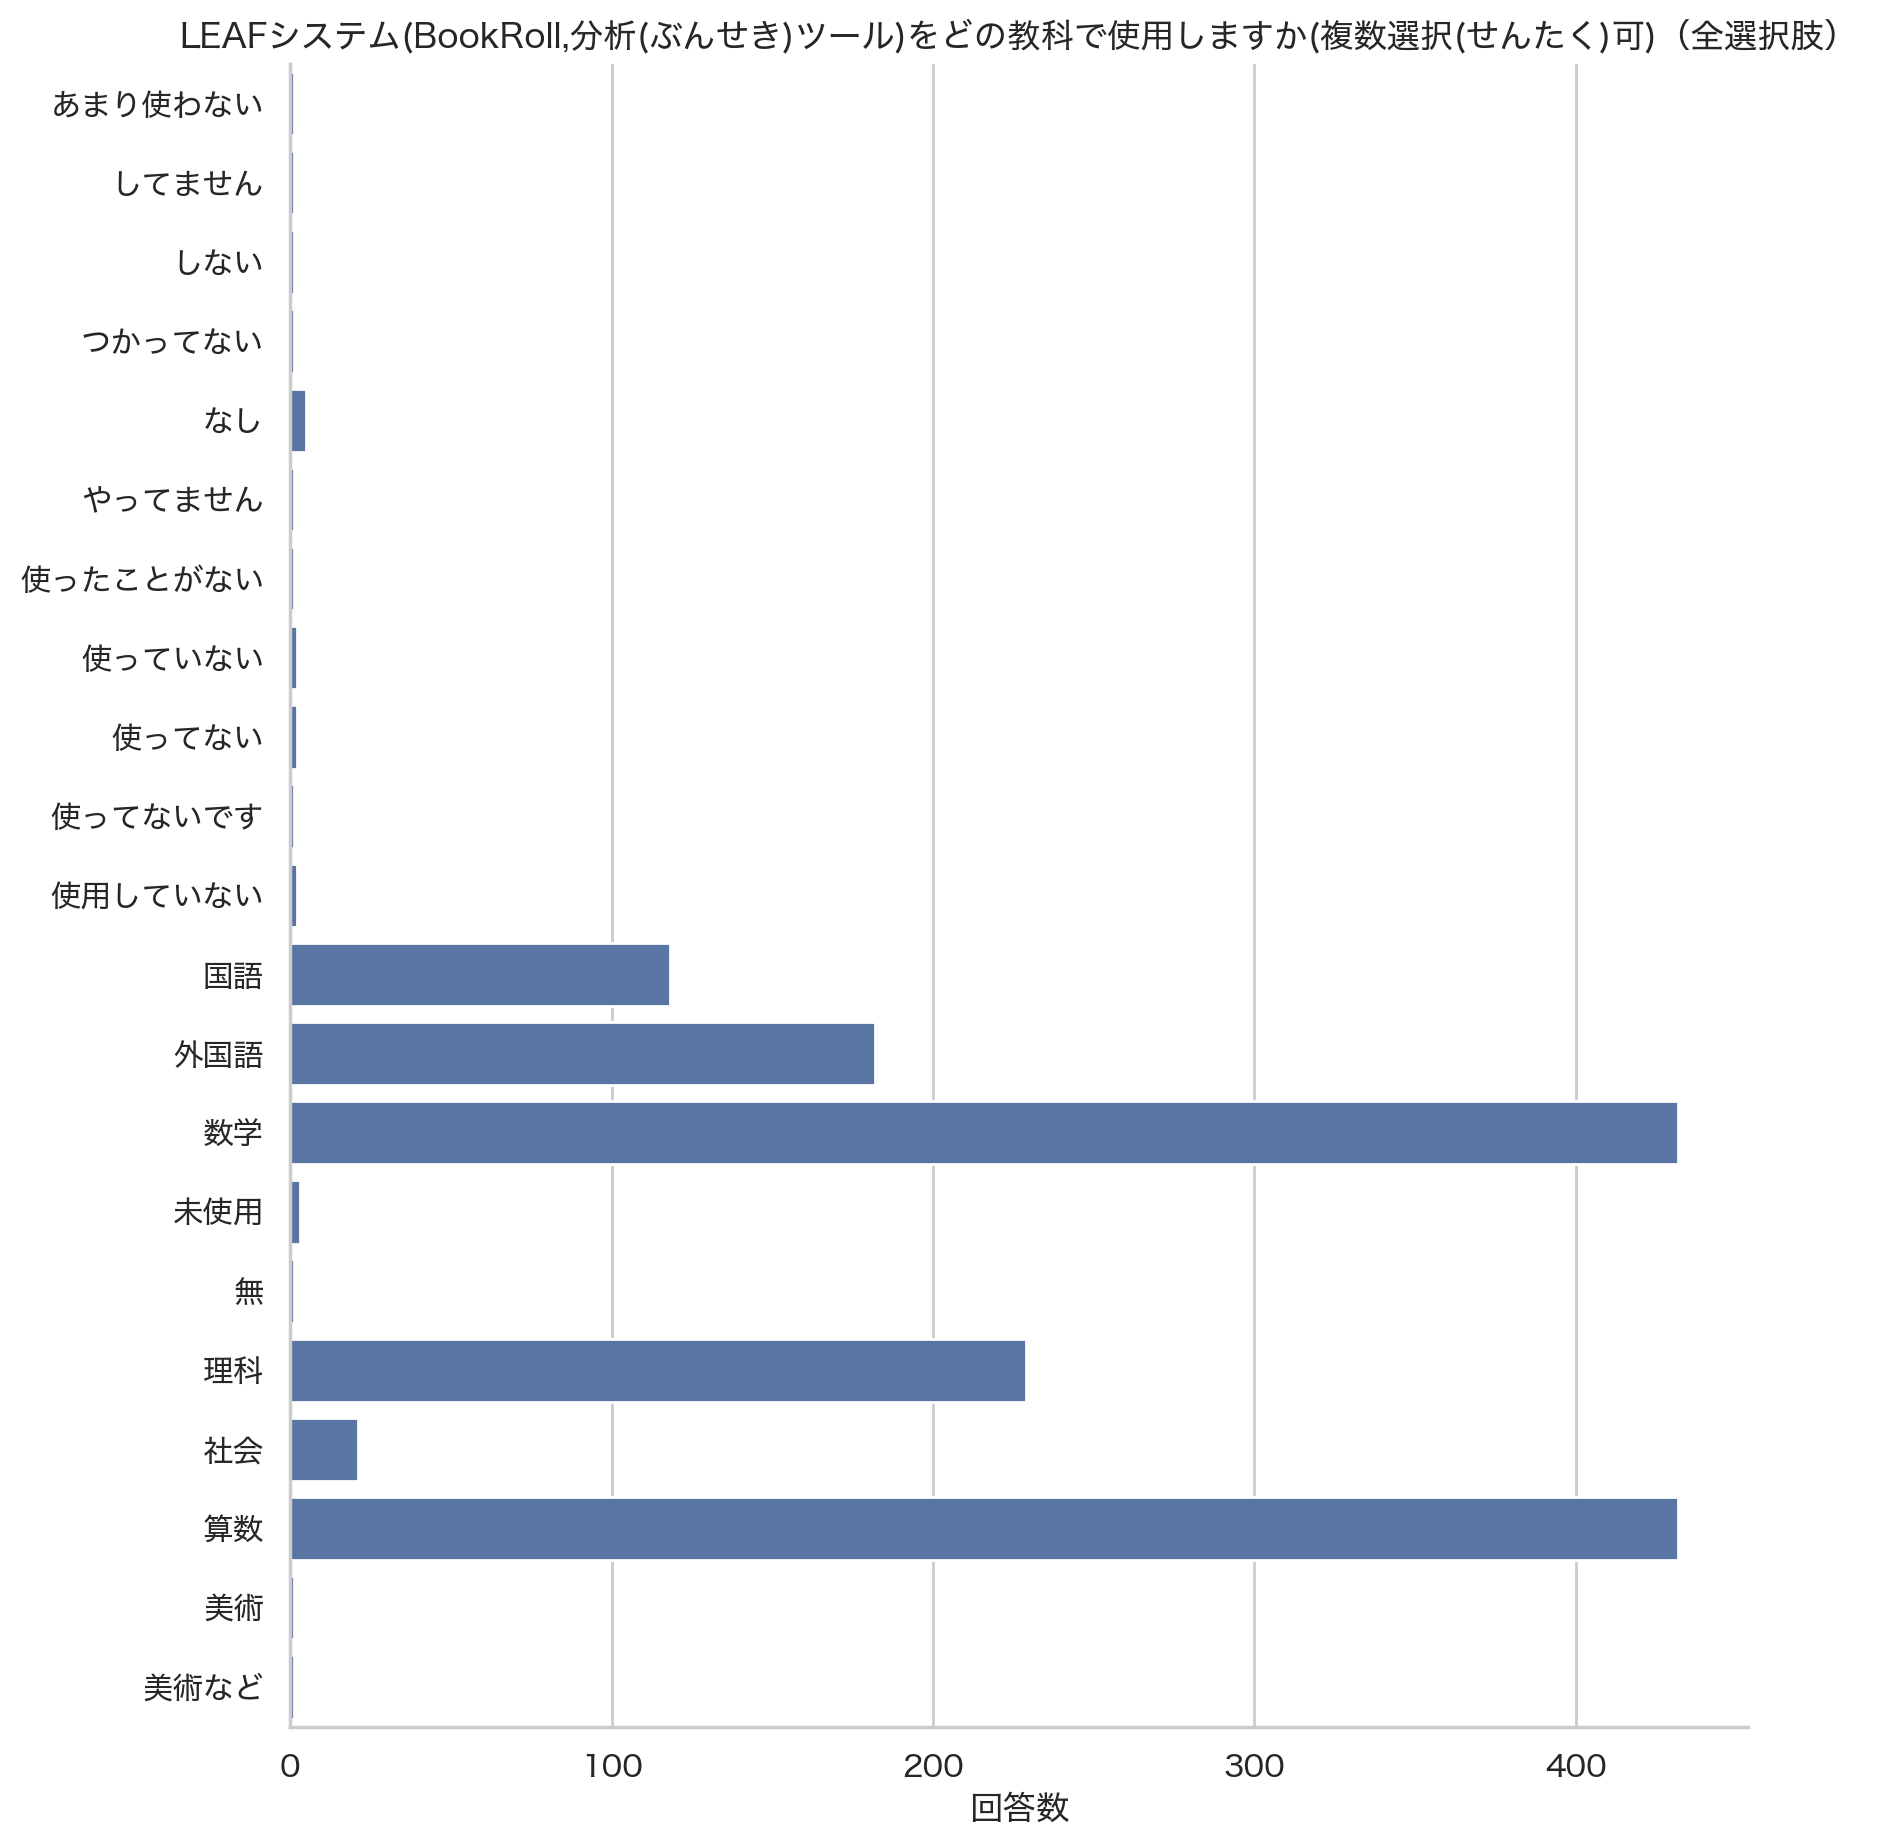 LEAFシステム(BookRoll,分析(ぶんせき)ツール)をどの教科で使用しますか(複数選択(せんたく)可)（全選択肢）
あまり使わない
してません
しない
つかってない
なし
やってません
使ったことがない
使っていない
使ってない
使ってないです
使用していない
国語
外国語
数学
未使用
無
理科
社会
算数
美術
美術など
0 100 200 300 400
回答数